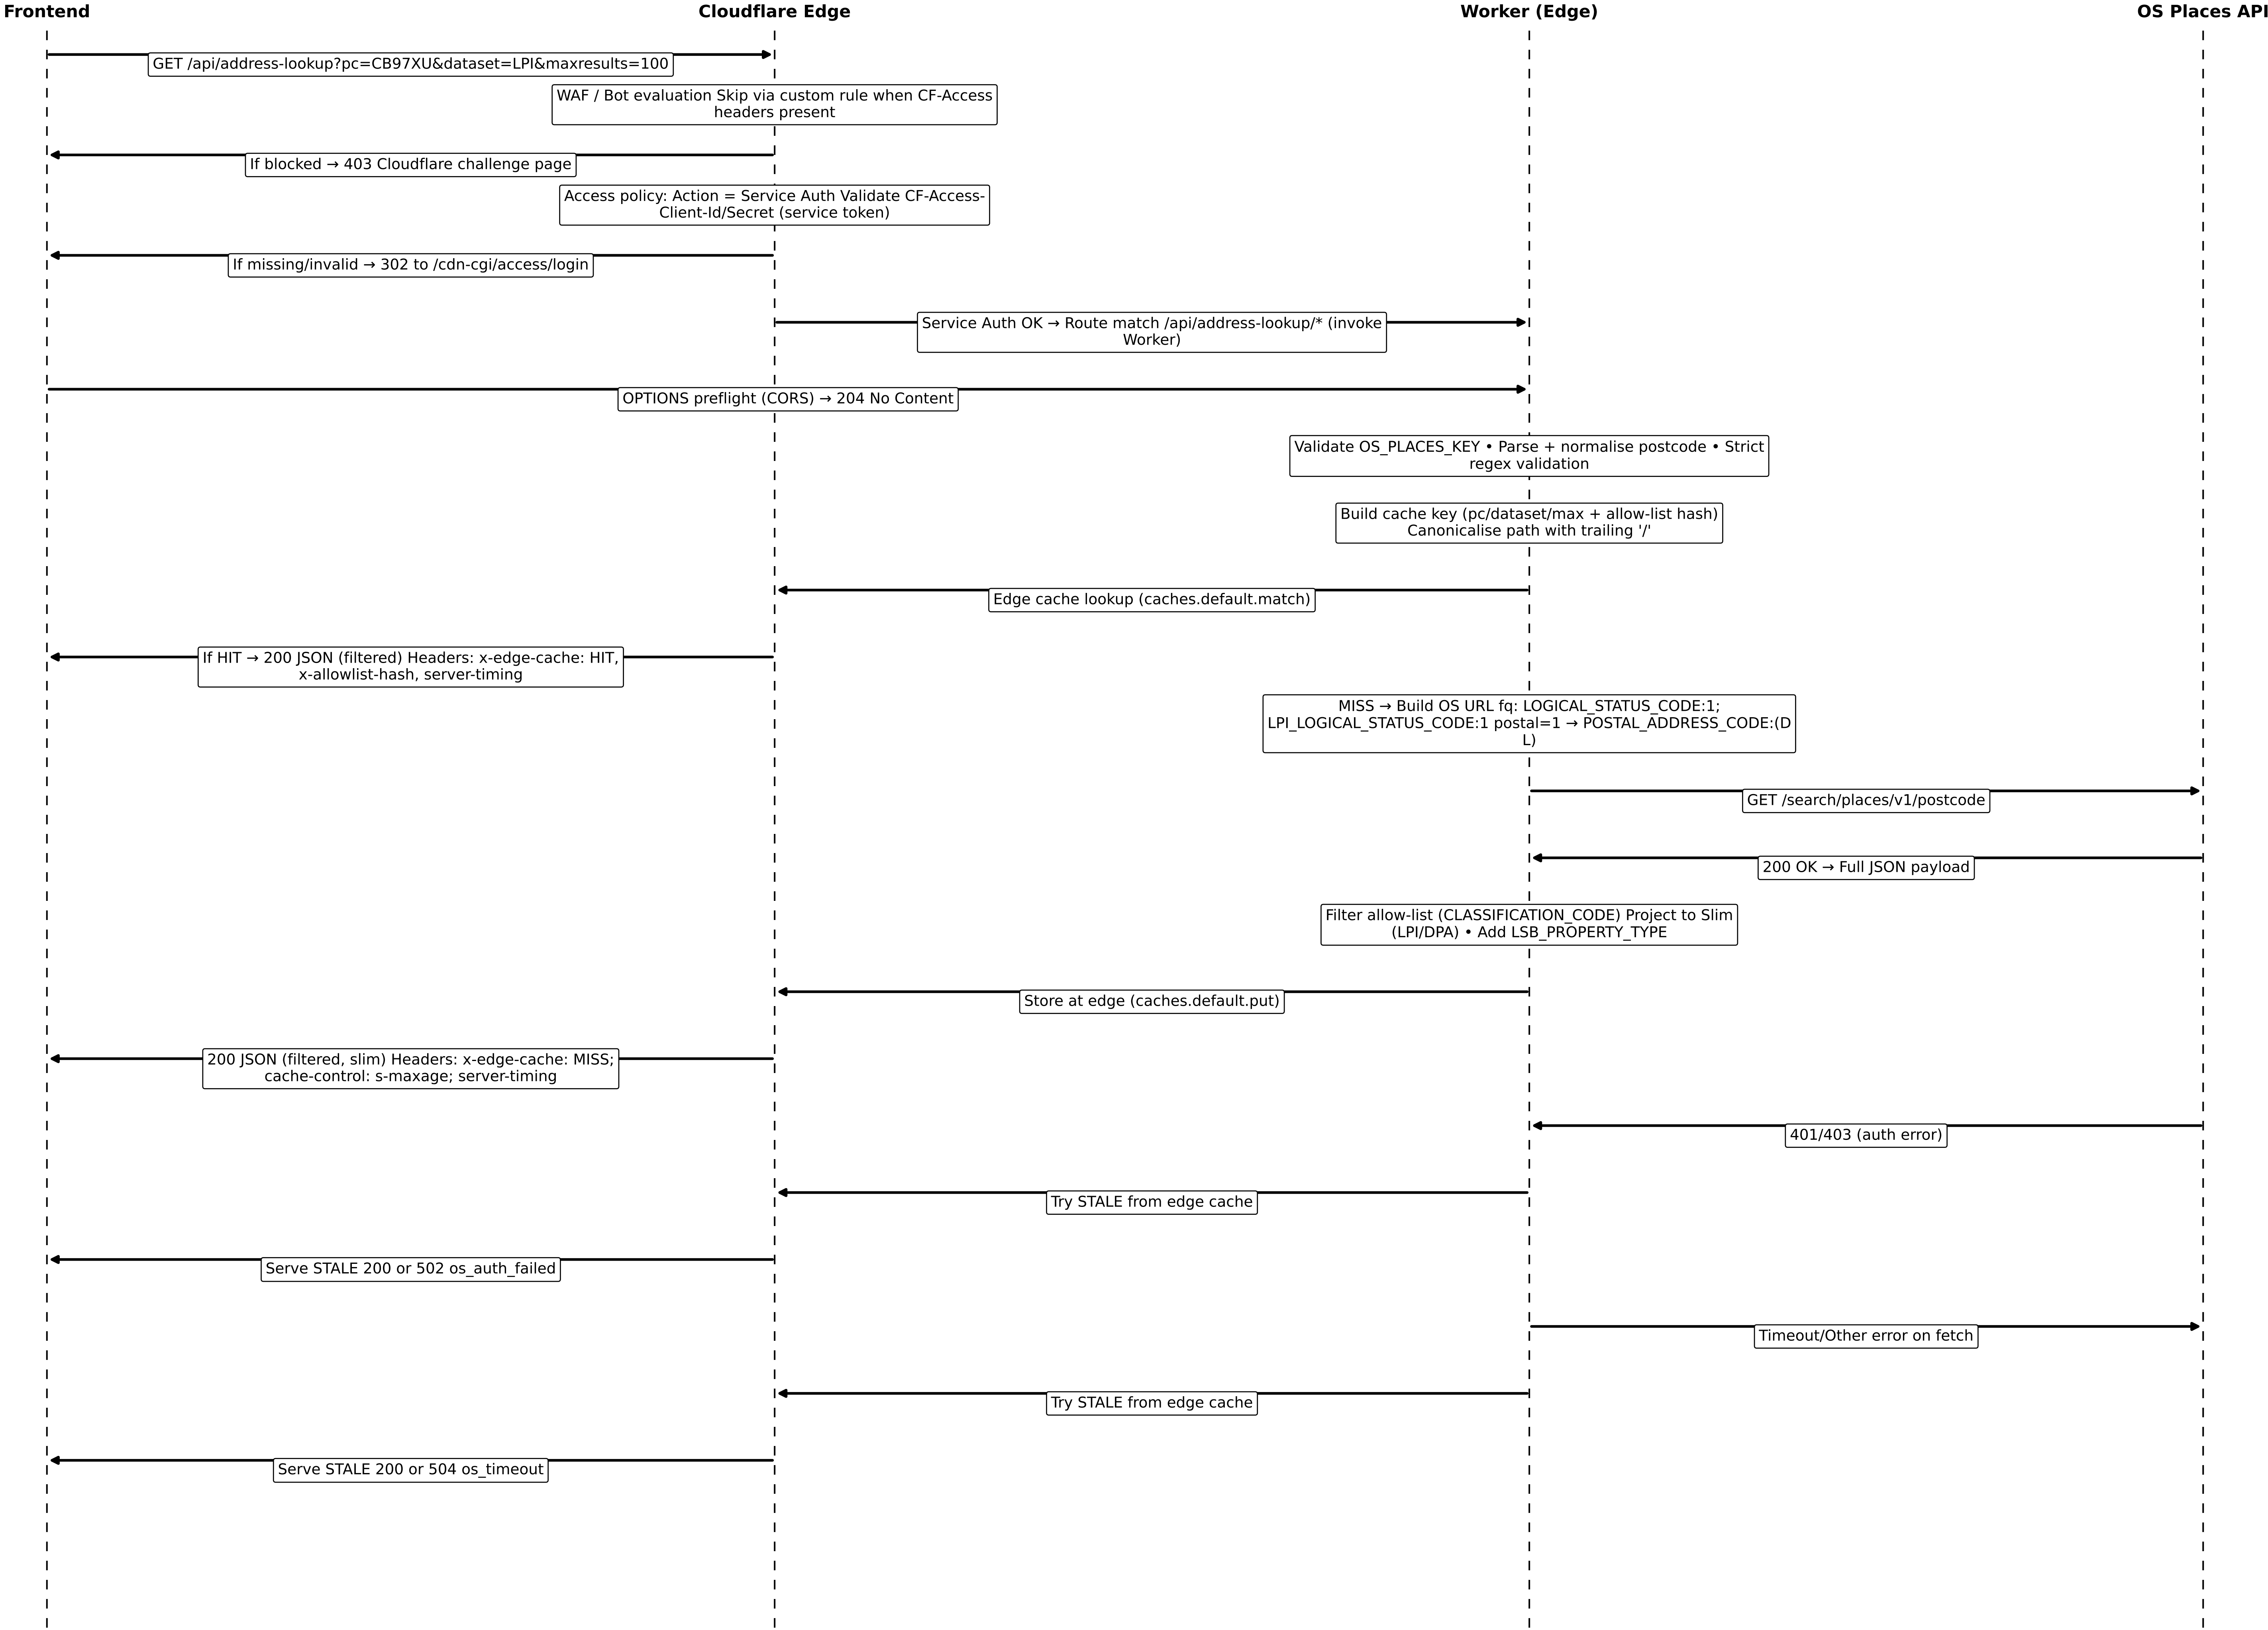 Frontend
Cloudflare Edge
Worker (Edge)
OS Places API
GET /api/address-lookup?pc=CB97XU&dataset=LPI&maxresults=100
WAF / Bot evaluation Skip via custom rule when CF-Access
headers present
If blocked → 403 Cloudflare challenge page
Access policy: Action = Service Auth Validate CF-Access-
Client-Id/Secret (service token)
If missing/invalid → 302 to /cdn-cgi/access/login
Service Auth OK → Route match /api/address-lookup/* (invoke
Worker)
OPTIONS preflight (CORS) → 204 No Content
Validate OS_PLACES_KEY • Parse + normalise postcode • Strict
regex validation
Build cache key (pc/dataset/max + allow-list hash)
Canonicalise path with trailing '/'
Edge cache lookup (caches.default.match)
If HIT → 200 JSON (filtered) Headers: x-edge-cache: HIT,
x-allowlist-hash, server-timing
MISS → Build OS URL fq: LOGICAL_STATUS_CODE:1;
LPI_LOGICAL_STATUS_CODE:1 postal=1 → POSTAL_ADDRESS_CODE:(D
L)
GET /search/places/v1/postcode
200 OK → Full JSON payload
Filter allow-list (CLASSIFICATION_CODE) Project to Slim
(LPI/DPA) • Add LSB_PROPERTY_TYPE
Store at edge (caches.default.put)
200 JSON (filtered, slim) Headers: x-edge-cache: MISS;
cache-control: s-maxage; server-timing
401/403 (auth error)
Try STALE from edge cache
Serve STALE 200 or 502 os_auth_failed
Timeout/Other error on fetch
Try STALE from edge cache
Serve STALE 200 or 504 os_timeout